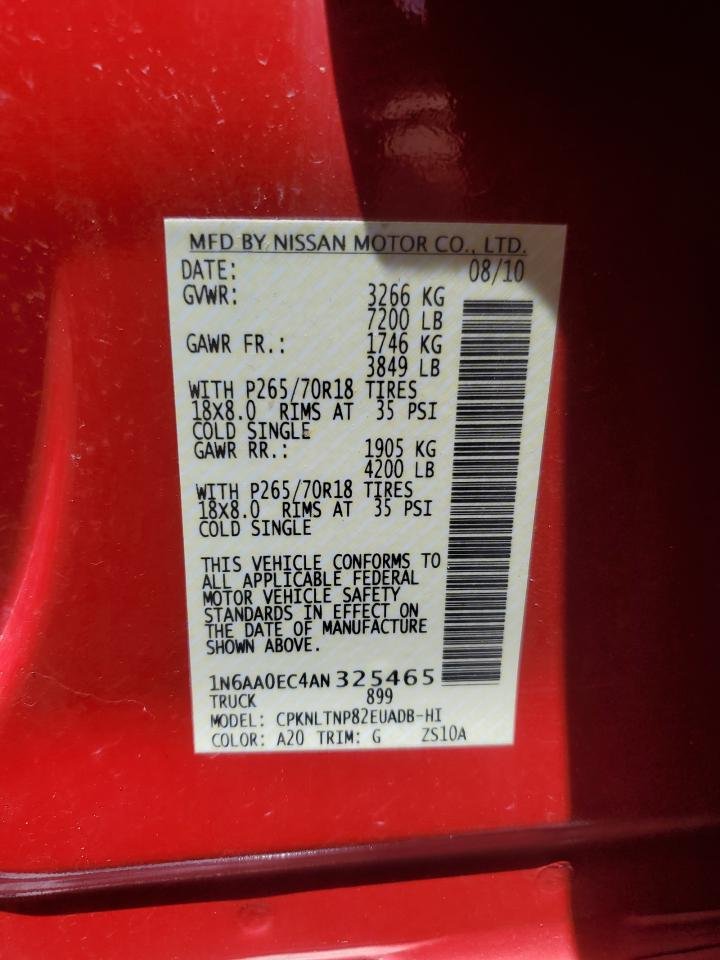 MFD BY NISSAN MOTOR CO., LTD.
DATE: 08/10
GVWR: 3266 KG
7200 LB
GAWR FR.: 1746 KG
3849 LB
WITH P265/70R18 TIRES
18X8.0 RIMS AT 35 PSI
COLD SINGLE
GAWR RR.: 1905 KG
4200 LB
WITH P265/70R18 TIRES
18X8.0 RIMS AT 35 PSI
COLD SINGLE
THIS VEHICLE CONFORMS TO
ALL APPLICABLE FEDERAL
MOTOR VEHICLE SAFETY
STANDARDS IN EFFECT ON
THE DATE OF MANUFACTURE
SHOWN ABOVE.
1N6AA0EC4AN 325465
TRUCK 899
MODEL: CPKNLTNP82EUADB-HI
COLOR: A20 TRIM: G ZS10A